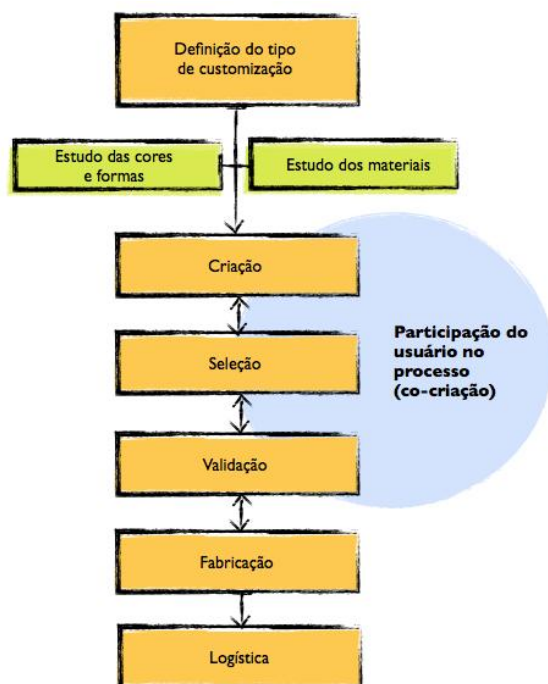 Definição do tipo
de customização
Estudo das cores
e formas
Estudo dos materiais
Criação
Seleção
Participação do
usuário no
processo
(co-criação)
Validação
Fabricação
Logística